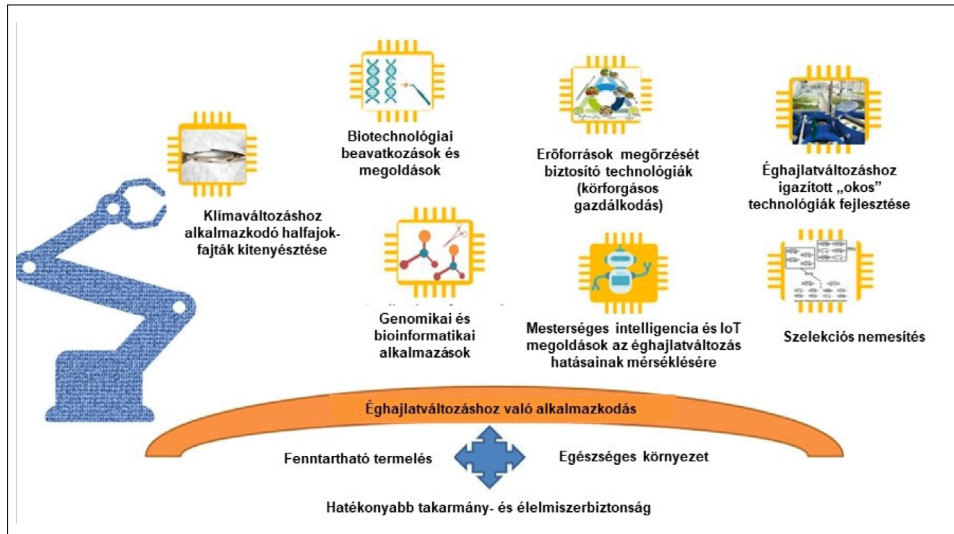 Biotechnológiai
beavatkozások és
megoldások
Erőforrások megőrzését
biztosító technológiák
(körforgásos
gazdálkodás)
Éghajlatváltozáshoz
igazított „okos”
technológiák fejlesztése
Klímaváltozáshoz
alkalmazkodó halfajok-
fajták kitenyésztése
Genomikai és
bioinformatikai
alkalmazások
Mesterséges intelligencia és IoT
megoldások az éghajlatváltozás
hatásainak mérséklésére
Szelekciós nemesítés
Éghajlatváltozáshoz való alkalmazkodás
Fenntartható termelés
Egészséges környezet
Hatékonyabb takarmány- és élelmiszerbiztonság